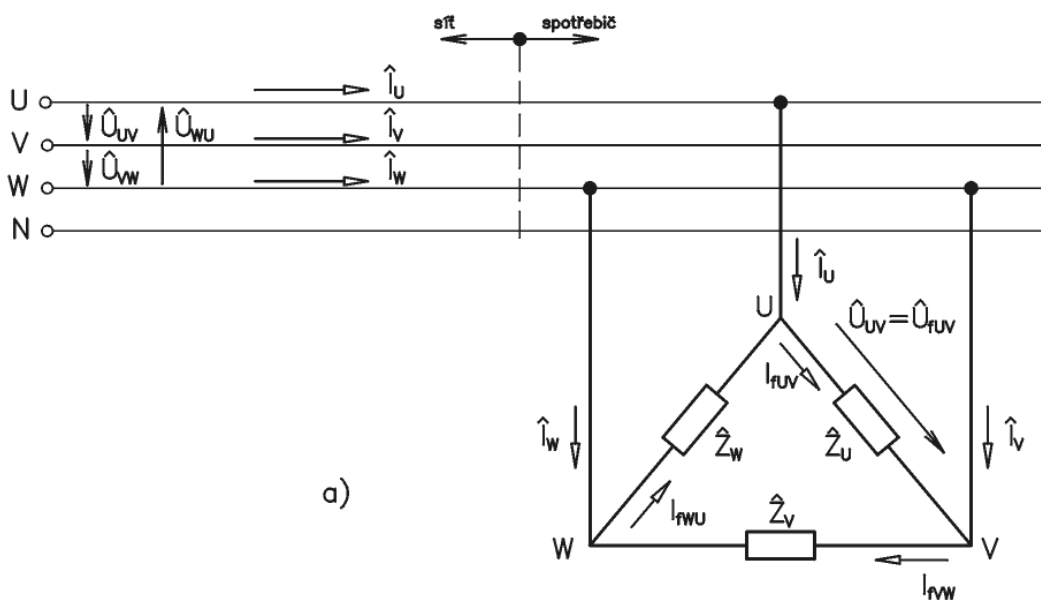 síť spotřebič
Î_U
U
Û_UV Û_WU Î_V
V
Û_VW Î_W
W
N
Î_U
U Û_UV=Û_fUV
I_fUV
Î_W Ẑ_W Ẑ_U Î_V
a)
I_fWU Ẑ_V
W V
I_fVW